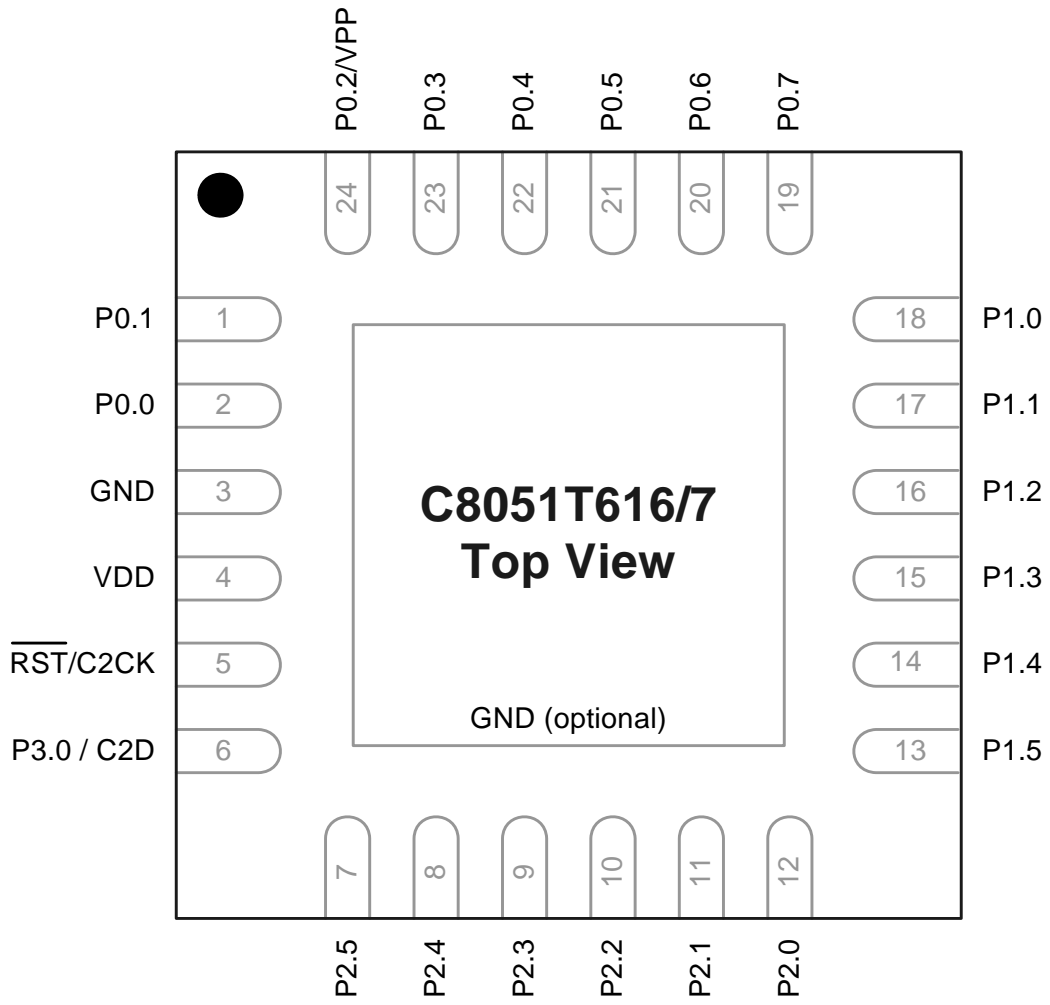 P0.2/VPP
P0.3
P0.4
P0.5
P0.6
P0.7
24
23
22
21
20
19
P0.1
1
P0.0
2
GND
3
VDD
4
RST/C2CK
5
P3.0 / C2D
6
C8051T616/7
Top View
GND (optional)
18
P1.0
17
P1.1
16
P1.2
15
P1.3
14
P1.4
13
P1.5
7
8
9
10
11
12
P2.5
P2.4
P2.3
P2.2
P2.1
P2.0